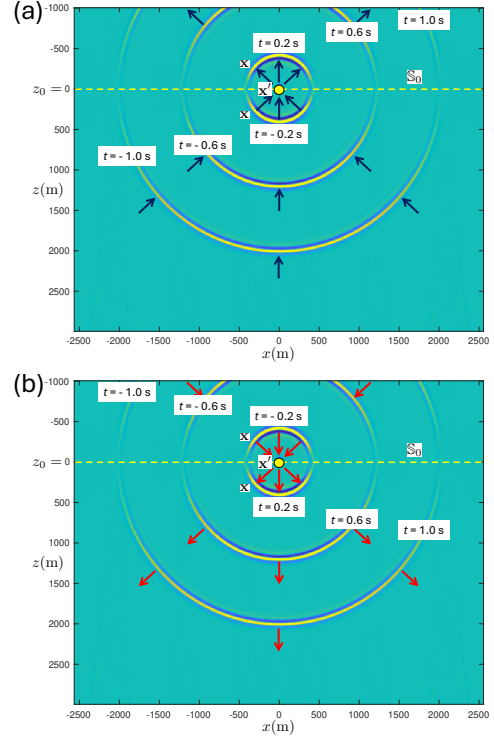 (a)
-1000
t = 0.2 s
t = 0.6 s
t = 1.0 s
-500
x
𝕊₀
z₀ = 0
x′
x
500
t = - 1.0 s
t = - 0.6 s
t = - 0.2 s
1000
z(m)
1500
2000
2500
-2500 -2000 -1500 -1000 -500 0 500 1000 1500 2000 2500
x(m)
(b)
-1000
t = - 1.0 s
t = - 0.6 s
t = - 0.2 s
-500
x
𝕊₀
z₀ = 0
x′
x
500
t = 0.2 s
t = 0.6 s
t = 1.0 s
1000
z(m)
1500
2000
2500
-2500 -2000 -1500 -1000 -500 0 500 1000 1500 2000 2500
x(m)